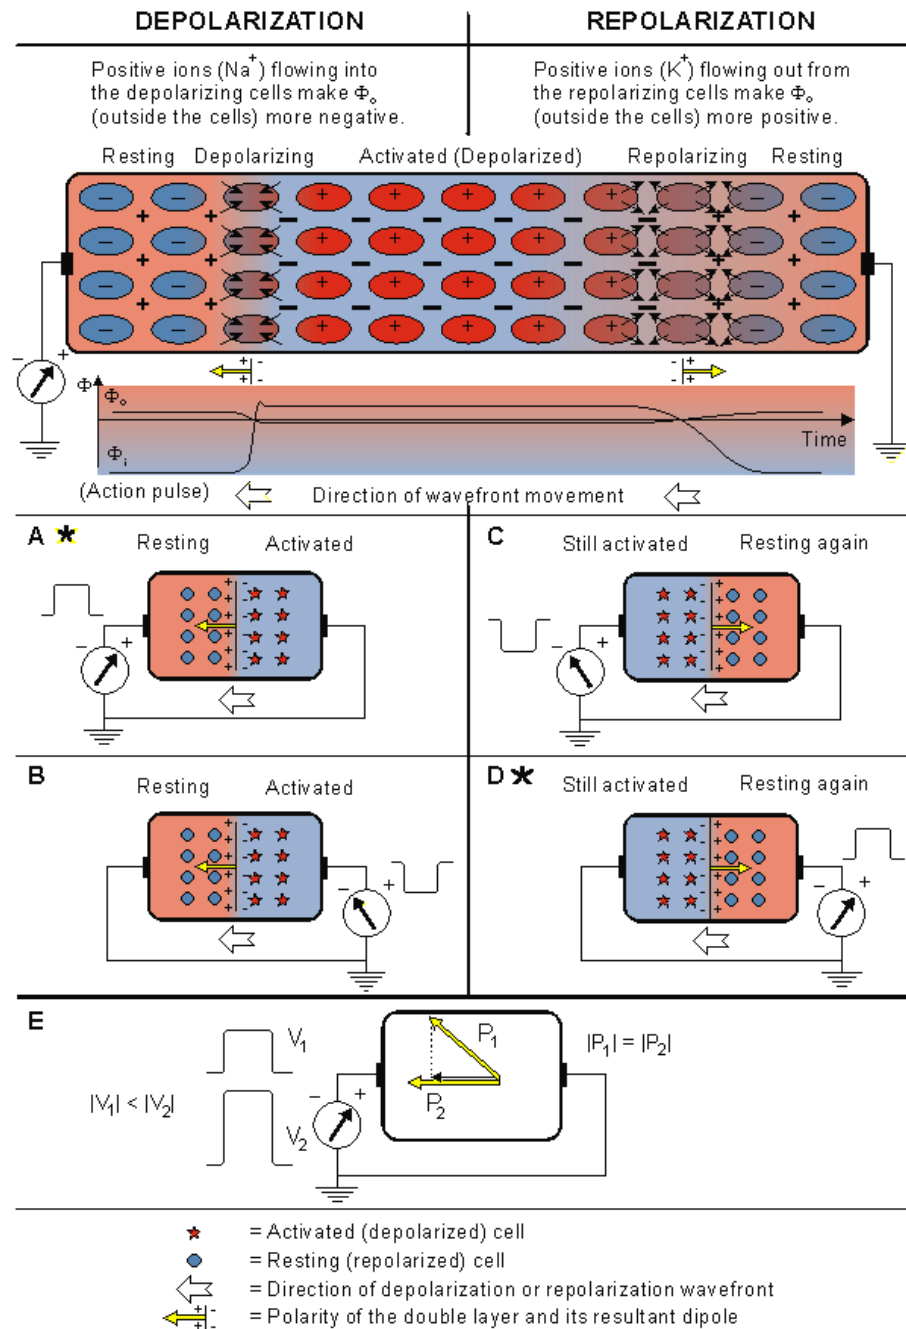 DEPOLARIZATION
REPOLARIZATION
Positive ions (Na+) flowing into
the depolarizing cells make Φo
(outside the cells) more negative.
Positive ions (K+) flowing out from
the repolarizing cells make Φo
(outside the cells) more positive.
Resting Depolarizing Activated (Depolarized) Repolarizing Resting
Φ
Φo
Φi
Time
(Action pulse) Direction of wavefront movement
A *
Resting Activated
C
Still activated Resting again
B
Resting Activated
D *
Still activated Resting again
E
V1
V2
|V1| < |V2|
P1
P2
|P1| = |P2|
= Activated (depolarized) cell
= Resting (repolarized) cell
= Direction of depolarization or repolarization wavefront
= Polarity of the double layer and its resultant dipole